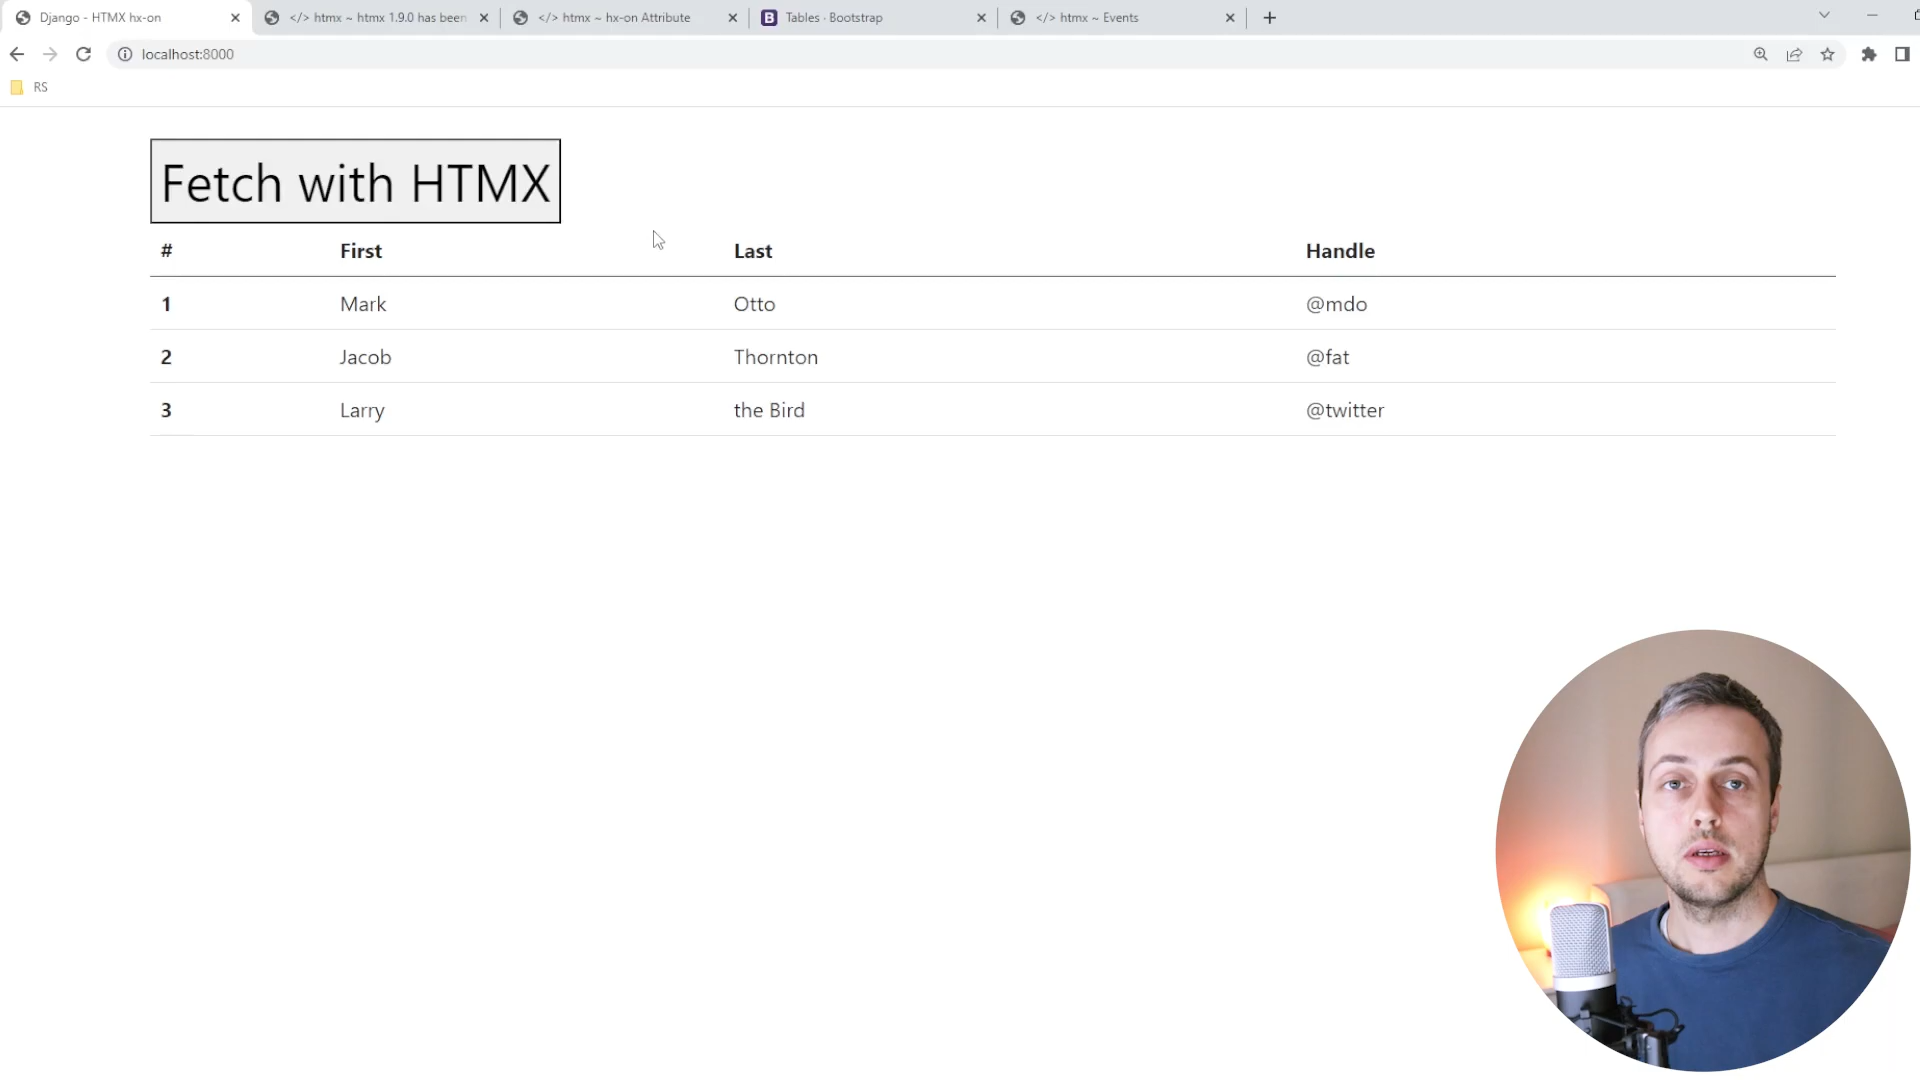 Django - HTMX hx-on
</> htmx ~ htmx 1.9.0 has been
</> htmx ~ hx-on Attribute
B Tables · Bootstrap
</> htmx ~ Events
localhost:8000
RS
Fetch with HTMX
# First Last Handle
1 Mark Otto @mdo
2 Jacob Thornton @fat
3 Larry the Bird @twitter